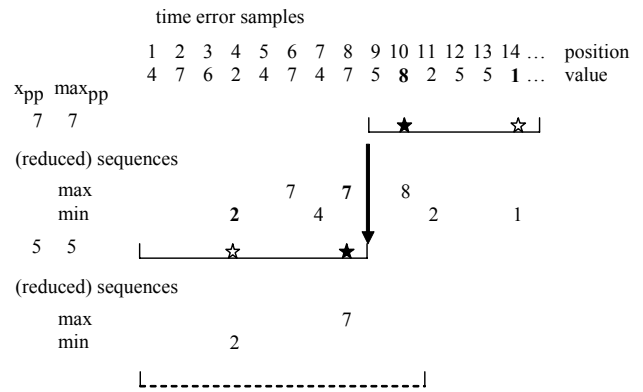 time error samples
1 2 3 4 5 6 7 8 9 10 11 12 13 14 … position
4 7 6 2 4 7 4 7 5 8 2 5 5 1 … value
xpp maxpp
7 7
(reduced) sequences
max 7 7 8
min 2 4 2 1
5 5
(reduced) sequences
max 7
min 2